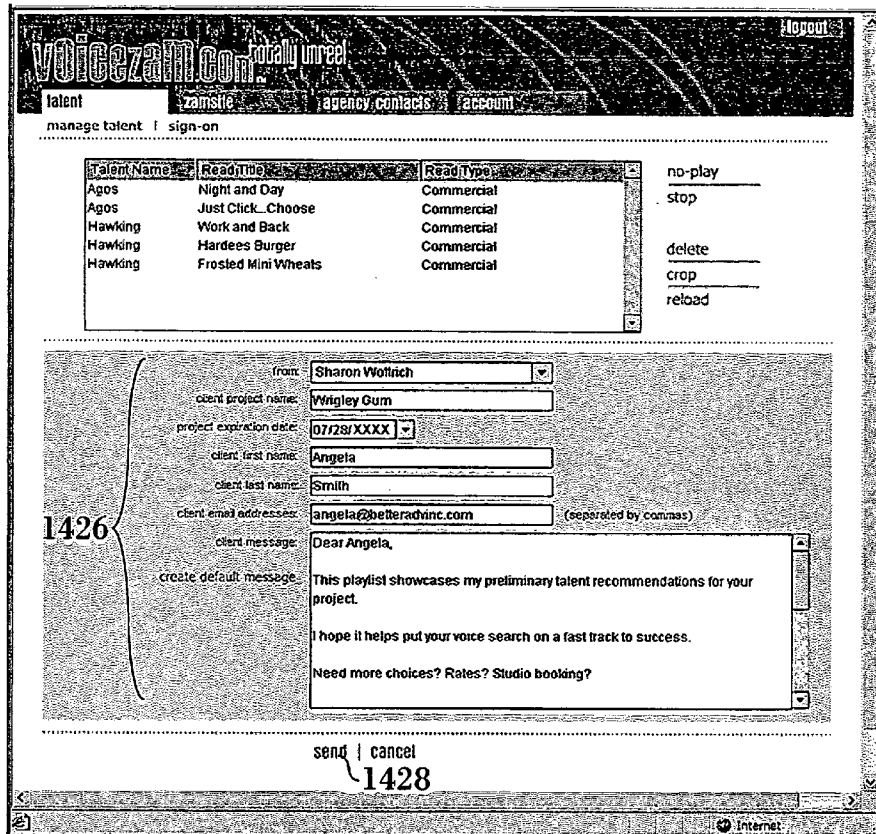 logout
voicezam.com totally unreel
talent zamsite agency contacts account
manage talent | sign-on
Talent Name Read Title Read Type
Agos Night and Day Commercial
Agos Just Click...Choose Commercial
Hawking Work and Back Commercial
Hawking Hardees Burger Commercial
Hawking Frosted Mini Wheats Commercial
no-play
stop
delete
crop
reload
from: Sharon Wottrich
client project name: Wrigley Gum
project expiration date: 07/28/XXXX
client first name: Angela
client last name: Smith
client email addresses: angela@betteradvinc.com (separated by commas)
client message: Dear Angela,
create default message This playlist showcases my preliminary talent recommendations for your
project.
I hope it helps put your voice search on a fast track to success.
Need more choices? Rates? Studio booking?
1426
send | cancel
1428
Internet